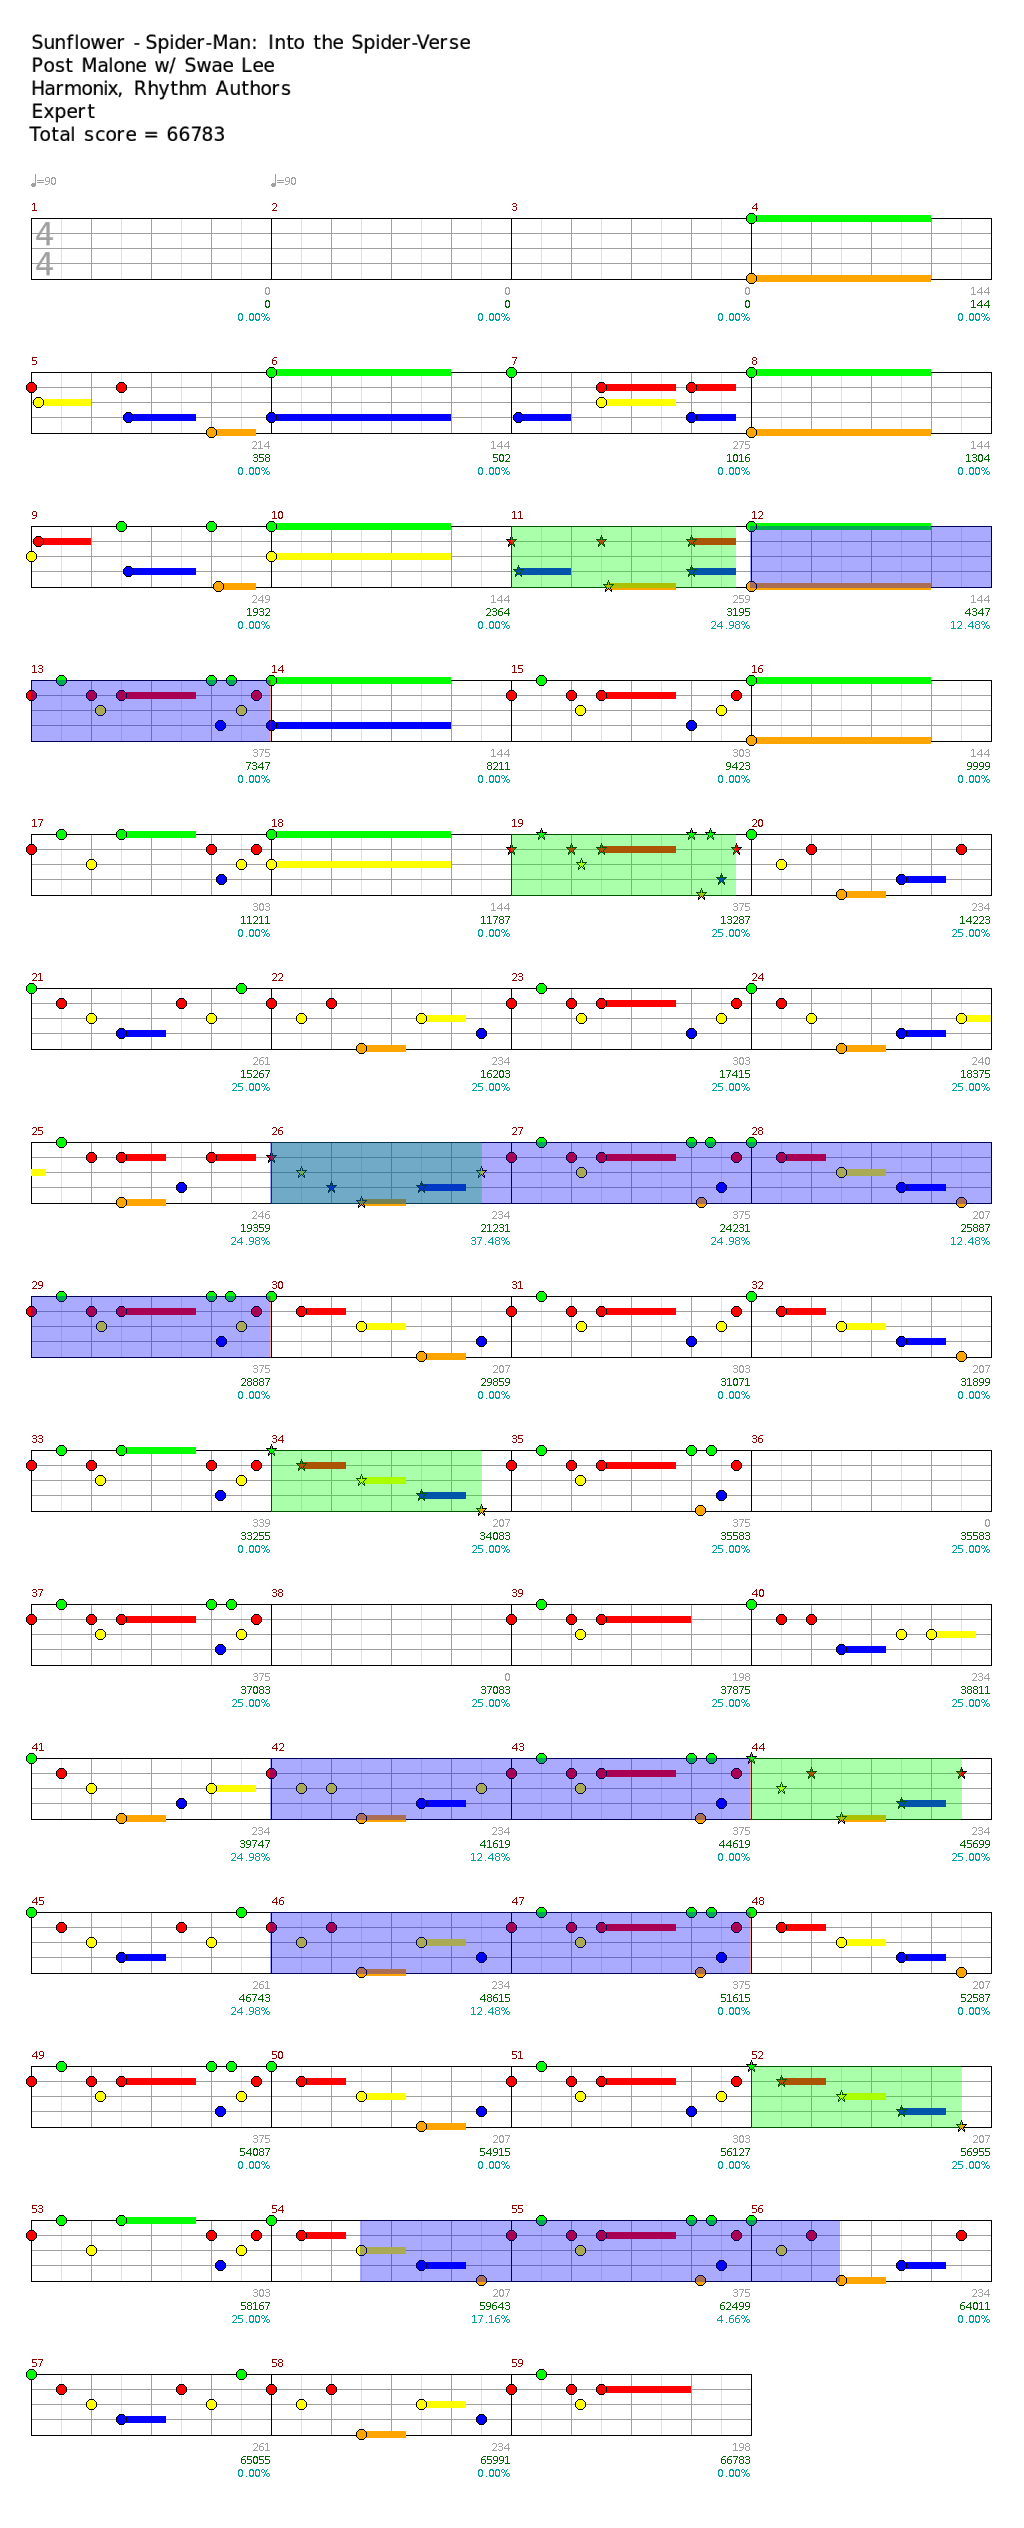 Sunflower - Spider-Man: Into the Spider-Verse
Post Malone w/ Swae Lee
Harmonix, Rhythm Authors
Expert
Total score = 66783
♩=90 ♩=90
1 2 3 4
4
4
0 0 0 144
0 0 0 144
0.00% 0.00% 0.00% 0.00%
5 6 7 8
214 144 275 144
358 502 1016 1304
0.00% 0.00% 0.00% 0.00%
9 10 11 12
249 144 259 144
1932 2364 3195 4347
0.00% 0.00% 24.98% 12.48%
13 14 15 16
375 144 303 144
7347 8211 9423 9999
0.00% 0.00% 0.00% 0.00%
17 18 19 20
303 144 375 234
11211 11787 13287 14223
0.00% 0.00% 25.00% 25.00%
21 22 23 24
261 234 303 240
15267 16203 17415 18375
25.00% 25.00% 25.00% 25.00%
25 26 27 28
246 234 375 207
19359 21231 24231 25887
24.98% 37.48% 24.98% 12.48%
29 30 31 32
375 207 303 207
28887 29859 31071 31899
0.00% 0.00% 0.00% 0.00%
33 34 35 36
339 207 375 0
33255 34083 35583 35583
0.00% 25.00% 25.00% 25.00%
37 38 39 40
375 0 198 234
37083 37083 37875 38811
25.00% 25.00% 25.00% 25.00%
41 42 43 44
234 234 375 234
39747 41619 44619 45699
24.98% 12.48% 0.00% 25.00%
45 46 47 48
261 234 375 207
46743 48615 51615 52587
24.98% 12.48% 0.00% 0.00%
49 50 51 52
375 207 303 207
54087 54915 56127 56955
0.00% 0.00% 0.00% 25.00%
53 54 55 56
303 207 375 234
58167 59643 62499 64011
25.00% 17.16% 4.66% 0.00%
57 58 59
261 234 198
65055 65991 66783
0.00% 0.00% 0.00%